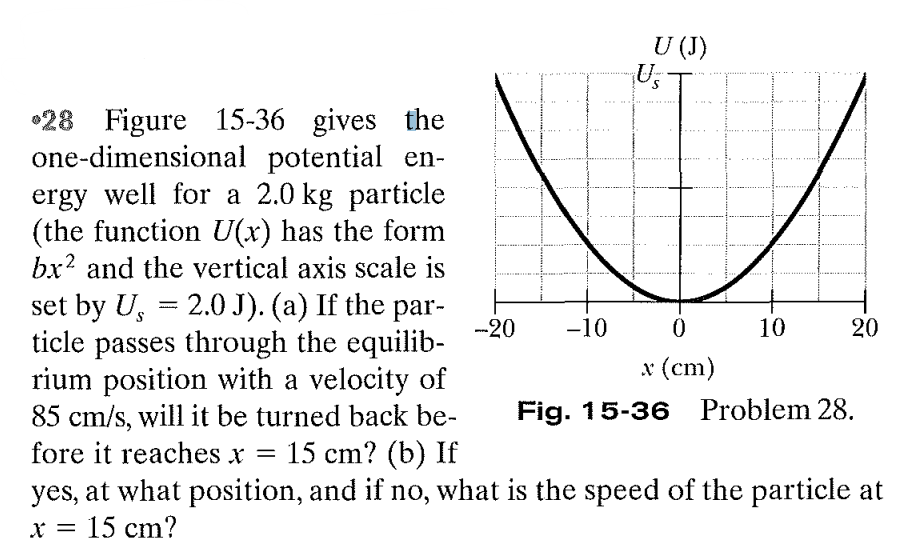 •28 Figure 15-36 gives the
one-dimensional potential en-
ergy well for a 2.0 kg particle
(the function U(x) has the form
bx² and the vertical axis scale is
set by Uₛ = 2.0 J). (a) If the par-
ticle passes through the equilib-
rium position with a velocity of
85 cm/s, will it be turned back be-
fore it reaches x = 15 cm? (b) If
yes, at what position, and if no, what is the speed of the particle at
x = 15 cm?
U (J)
Uₛ
–20 –10 0 10 20
x (cm)
Fig. 15-36 Problem 28.